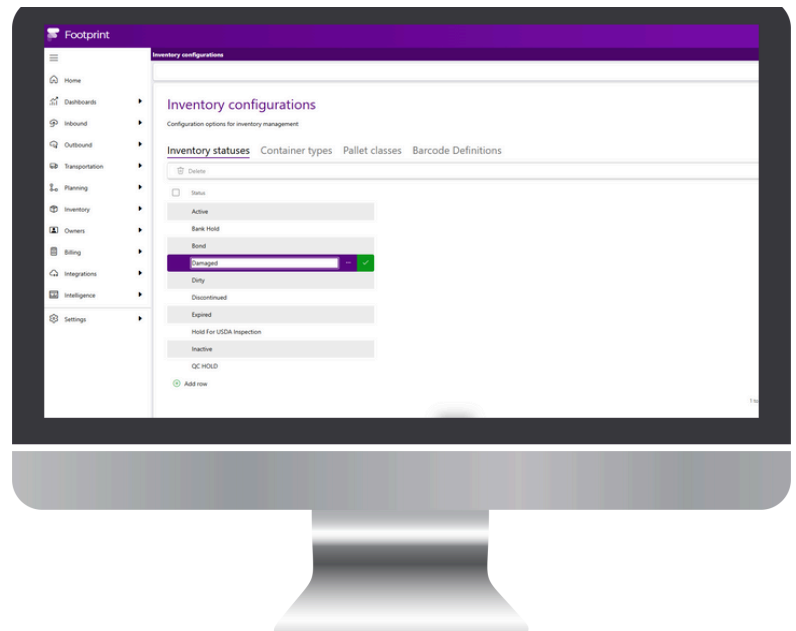 Footprint
Inventory configurations
Home
Dashboards
Inbound
Outbound
Transportation
Planning
Inventory
Owners
Billing
Integrations
Intelligence
Settings
Inventory configurations
Configuration options for inventory management
Inventory statuses Container types Pallet classes Barcode Definitions
Delete
Status
Active
Bank Hold
Bond
Damaged
Dirty
Discontinued
Expired
Hold For USDA Inspection
Inactive
QC HOLD
Add row